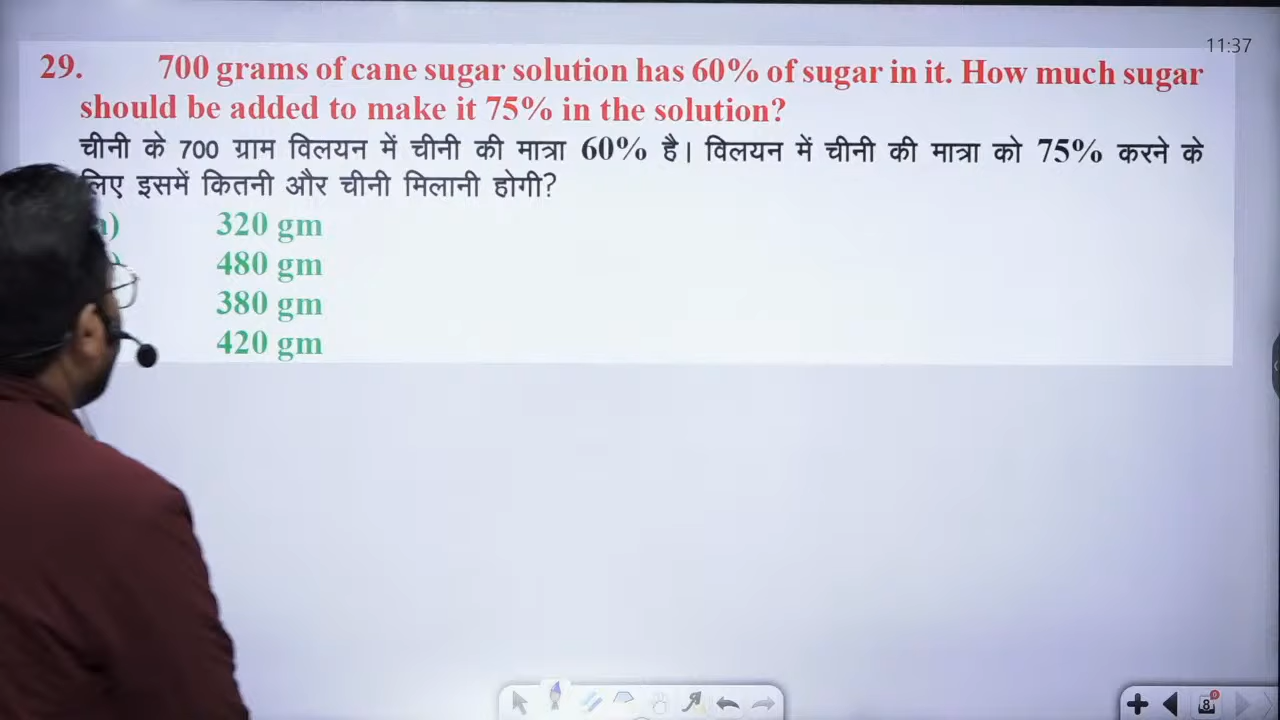 11:37
29. 700 grams of cane sugar solution has 60% of sugar in it. How much sugar
should be added to make it 75% in the solution?
चीनी के 700 ग्राम विलयन में चीनी की मात्रा 60% है। विलयन में चीनी की मात्रा को 75% करने के
लिए इसमें कितनी और चीनी मिलानी होगी?
a) 320 gm
480 gm
380 gm
420 gm
8